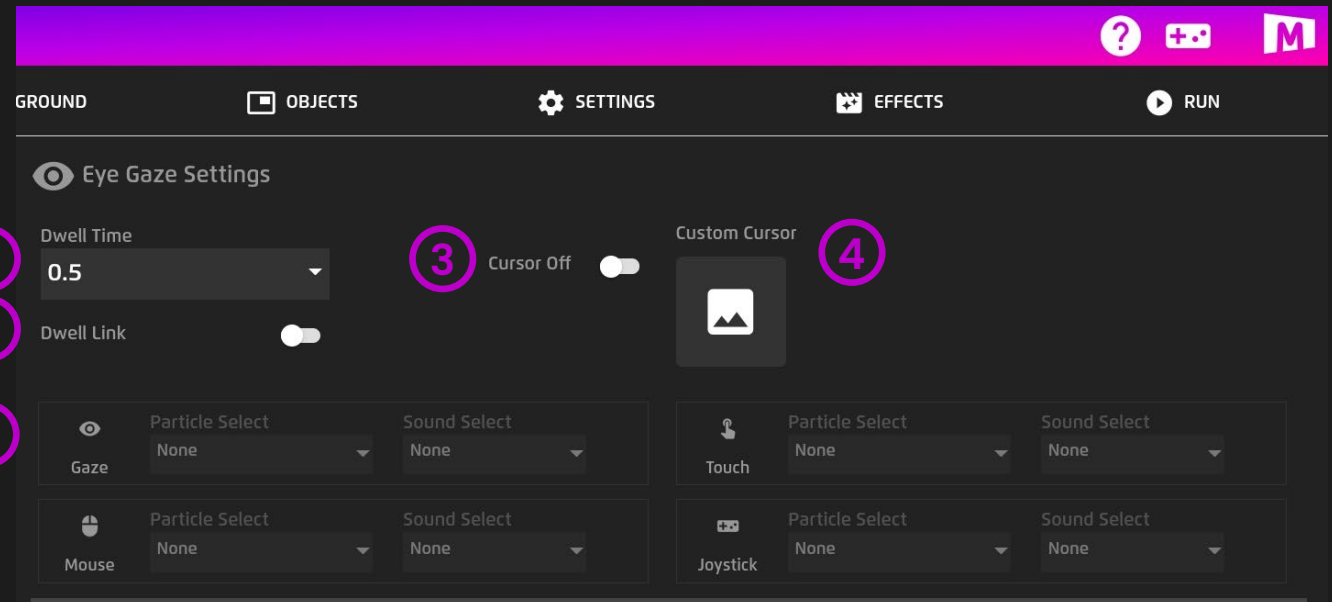 ?
M
GROUND
OBJECTS
SETTINGS
EFFECTS
RUN
Eye Gaze Settings
Dwell Time
0.5
3
Cursor Off
Custom Cursor
4
Dwell Link
Gaze
Particle Select
None
Sound Select
None
Touch
Particle Select
None
Sound Select
None
Mouse
Particle Select
None
Sound Select
None
Joystick
Particle Select
None
Sound Select
None